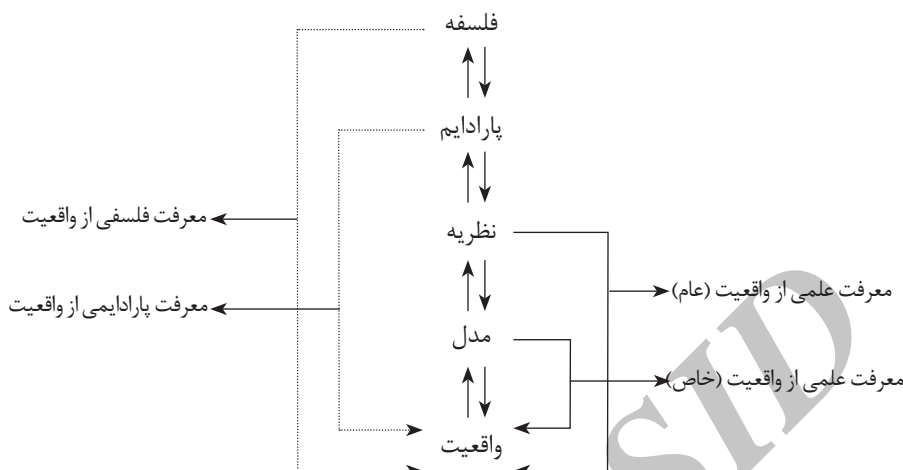 فلسفه
پارادایم
معرفت فلسفی از واقعیت
نظریه
معرفت علمی از واقعیت (عام)
معرفت پارادایمی از واقعیت
مدل
معرفت علمی از واقعیت (خاص)
واقعیت
SID